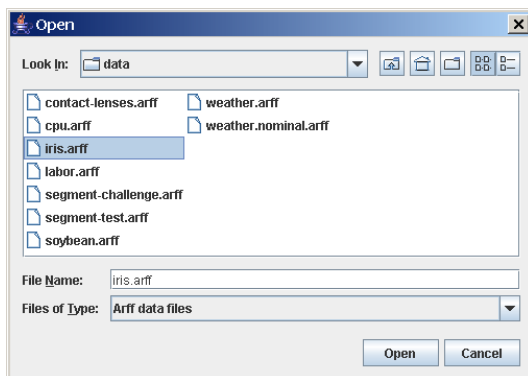 Open
Look In: data
contact-lenses.arff
cpu.arff
iris.arff
labor.arff
segment-challenge.arff
segment-test.arff
soybean.arff
weather.arff
weather.nominal.arff
File Name: iris.arff
Files of Type: Arff data files
Open Cancel